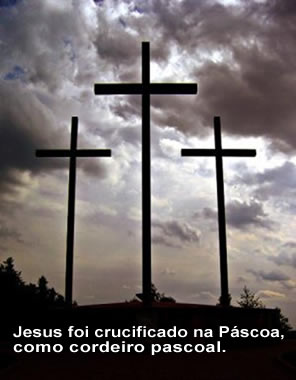 Jesus foi crucificado na Páscoa,
como cordeiro pascoal.